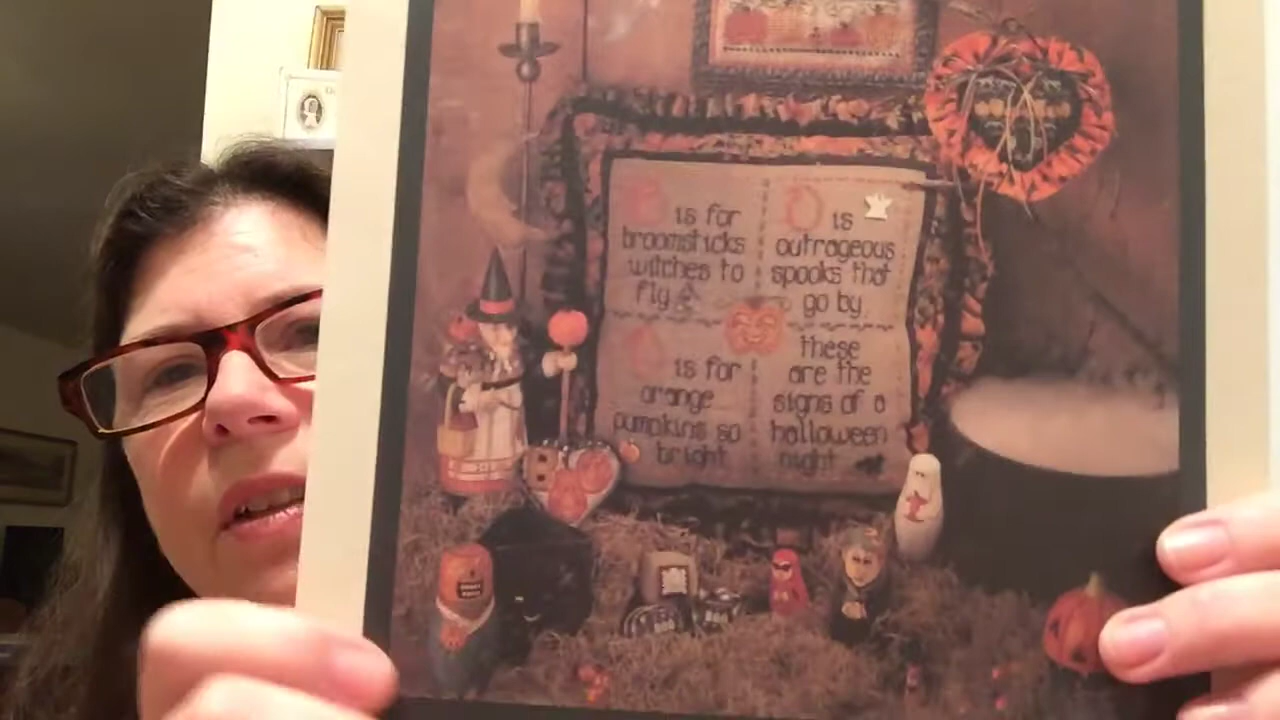 B is for
broomsticks
witches to
fly
O is
outrageous
spooks that
go by
O is for
orange
pumpkins so
bright
these
are the
signs of a
halloween
night